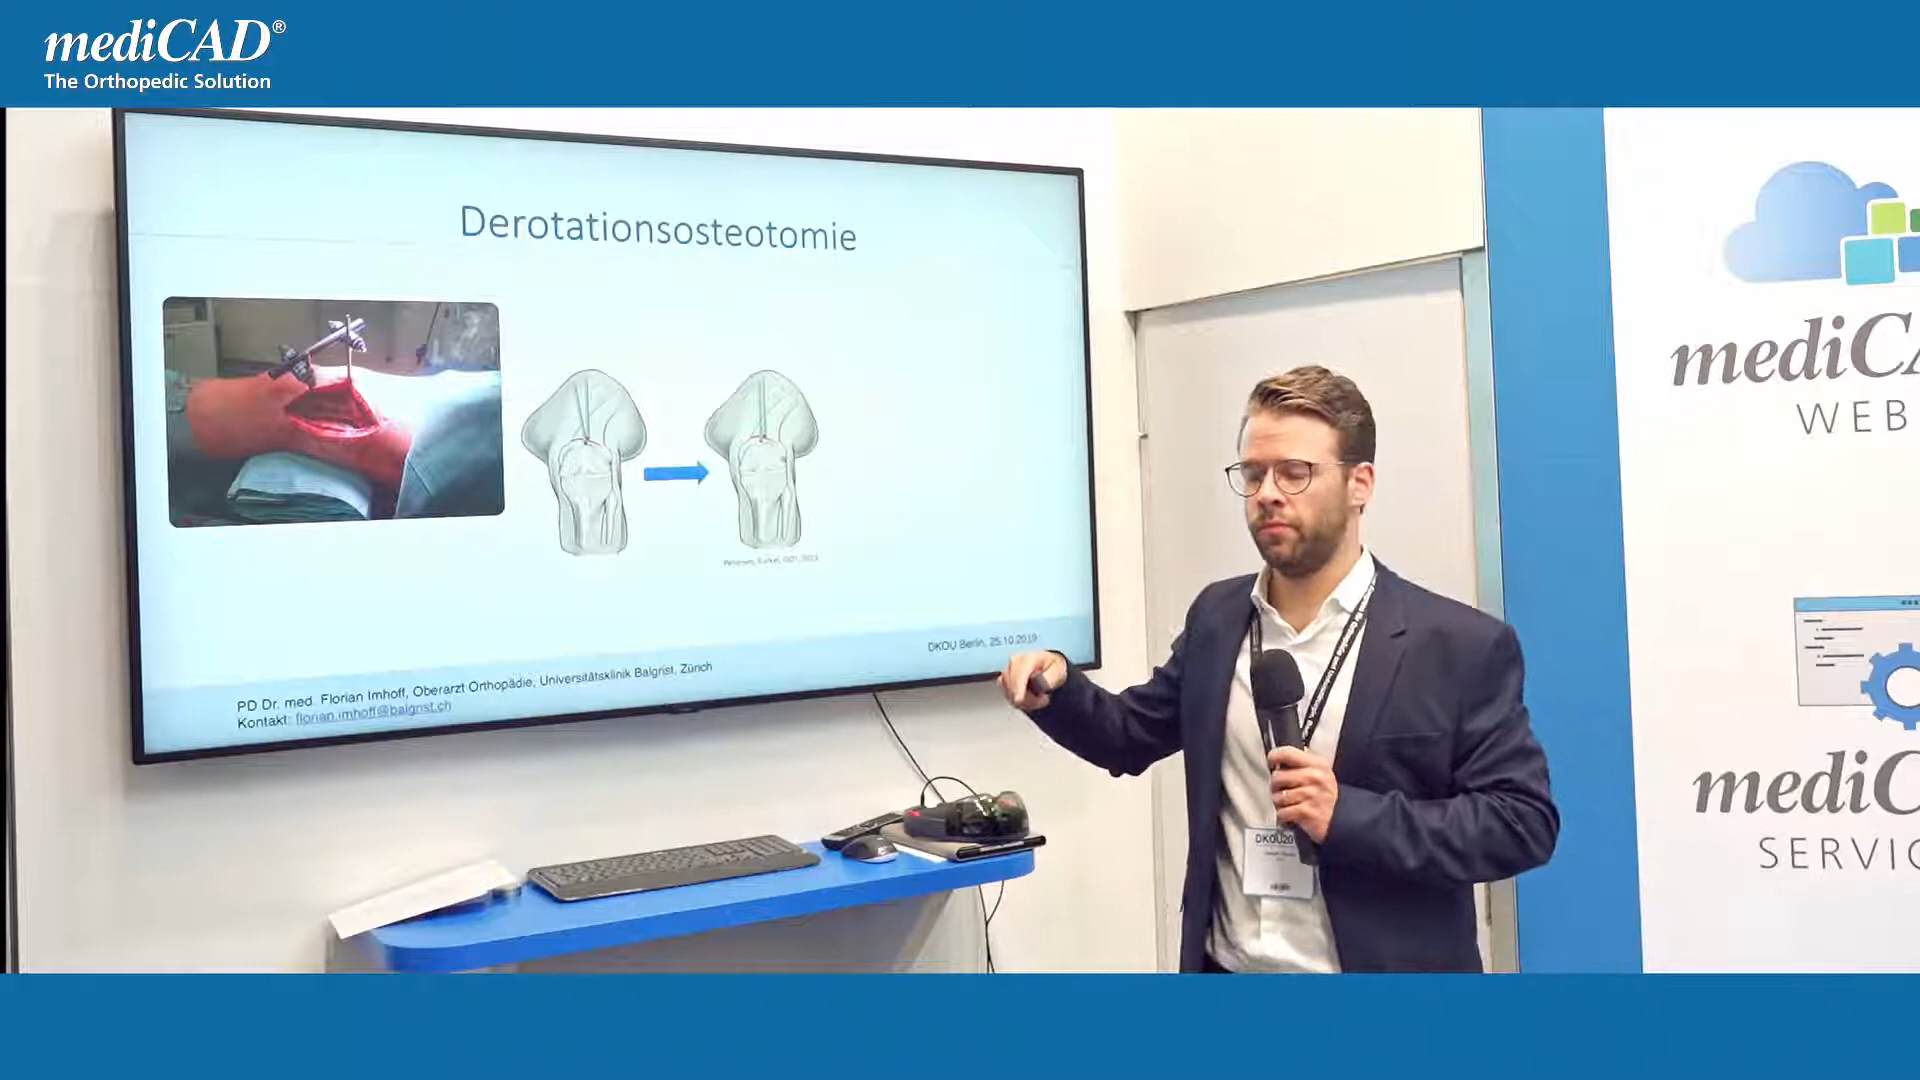 mediCAD®
The Orthopedic Solution
Derotationsosteotomie
DKOU Berlin, 25.10.2019
PD Dr. med. Florian Imhoff, Oberarzt Orthopädie, Universitätsklinik Balgrist, Zürich
Kontakt: florian.imhoff@balgrist.ch
mediCA
WEB
mediC
SERVIC
DKOU20